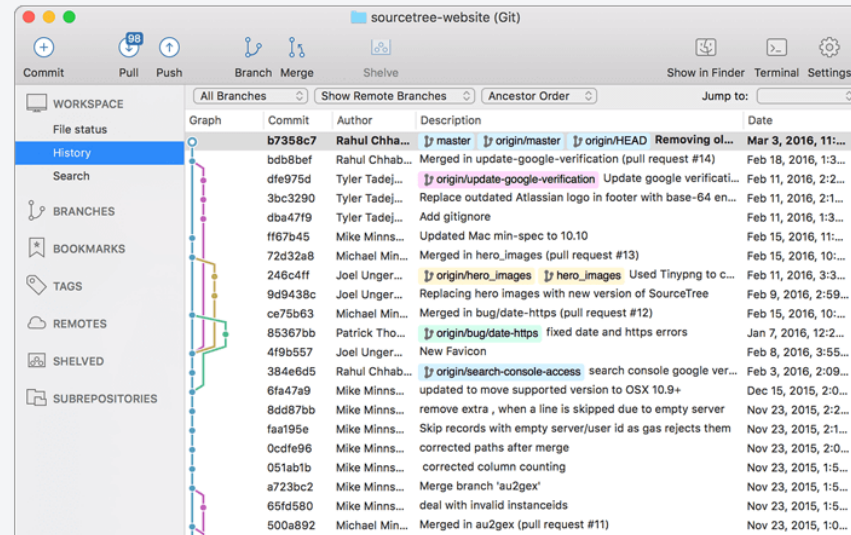 sourcetree-website (Git)
98
Commit Pull Push Branch Merge Shelve Show in Finder Terminal Settings
WORKSPACE
File status
History
Search
BRANCHES
BOOKMARKS
TAGS
REMOTES
SHELVED
SUBREPOSITORIES
All Branches Show Remote Branches Ancestor Order Jump to:
Graph Commit Author Description Date
b7358c7 Rahul Chha... master origin/master origin/HEAD Removing ol... Mar 3, 2016, 11:...
bdb8bef Rahul Chhab... Merged in update-google-verification (pull request #14) Feb 18, 2016, 1:3...
dfe975d Tyler Tadej... origin/update-google-verification Update google verificati... Feb 11, 2016, 2:2...
3bc3290 Tyler Tadej... Replace outdated Atlassian logo in footer with base-64 en... Feb 11, 2016, 2:1...
dba47f9 Tyler Tadej... Add gitignore Feb 11, 2016, 1:3...
ff67b45 Mike Minns... Updated Mac min-spec to 10.10 Feb 15, 2016, 11:...
72d32a8 Michael Min... Merged in hero_images (pull request #13) Feb 15, 2016, 10:...
246c4ff Joel Unger... origin/hero_images hero_images Used Tinypng to c... Feb 11, 2016, 3:3...
9d9438c Joel Unger... Replacing hero images with new version of SourceTree Feb 9, 2016, 2:59...
ce75b63 Michael Min... Merged in bug/date-https (pull request #12) Feb 15, 2016, 10:...
85367bb Patrick Tho... origin/bug/date-https fixed date and https errors Jan 7, 2016, 12:2...
4f9b557 Joel Unger... New Favicon Feb 8, 2016, 3:55...
384e6d5 Rahul Chhab... origin/search-console-access search console google ver... Feb 3, 2016, 2:09...
6fa47a9 Mike Minns... updated to move supported version to OSX 10.9+ Dec 15, 2015, 2:0...
8dd87bb Mike Minns... remove extra , when a line is skipped due to empty server Nov 23, 2015, 2:2...
faa195e Mike Minns... Skip records with empty server/user id as gas rejects them Nov 23, 2015, 2:1...
0cdfe96 Mike Minns... corrected paths after merge Nov 23, 2015, 2:0...
051ab1b Mike Minns... corrected column counting Nov 23, 2015, 1:5...
a723bc2 Mike Minns... Merge branch 'au2gex' Nov 23, 2015, 1:5...
65fd580 Mike Minns... deal with invalid instanceids Nov 23, 2015, 1:5...
500a892 Michael Min... Merged in au2gex (pull request #11) Nov 23, 2015, 1:0...